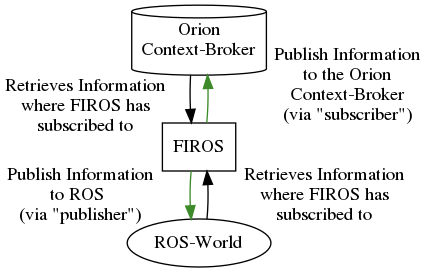 Orion
Context-Broker
Publish Information
to the Orion
Context-Broker
(via "subscriber")
Retrieves Information
where FIROS has
subscribed to
FIROS
Publish Information
to ROS
(via "publisher")
Retrieves Information
where FIROS has
subscribed to
ROS-World